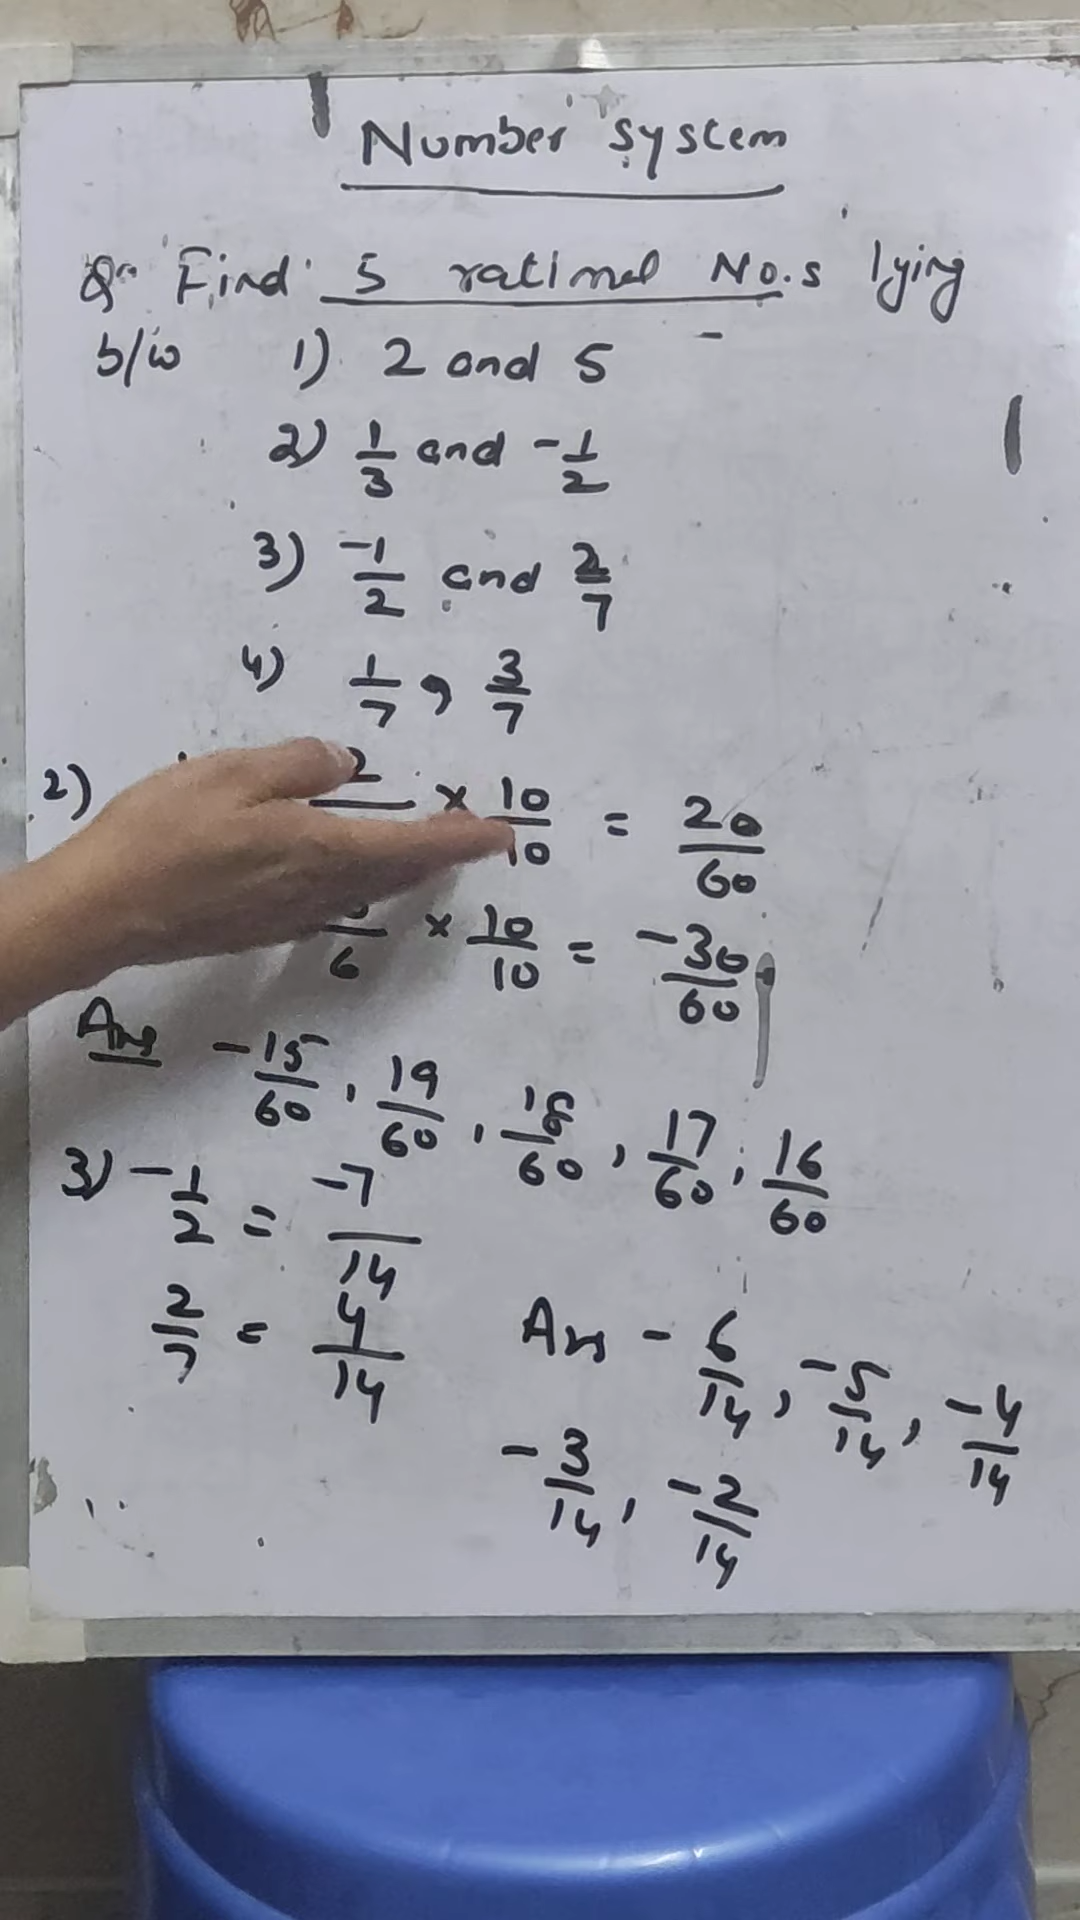 Number system
Q. Find 5 rational No.s lying
b/w 1) 2 and 5
2) 1/3 and -1/2
3) -1/2 and 2/7
4) 1/7, 3/7
2) 2/ × 10/10 = 20/60
/6 × 10/10 = -30/60
Ans -15/60, 19/60, 18/60, 17/60, 16/60
3) -1/2 = -7/14
2/7 = 4/14
Ans -6/14, -5/14, -4/14
-3/14, -2/14